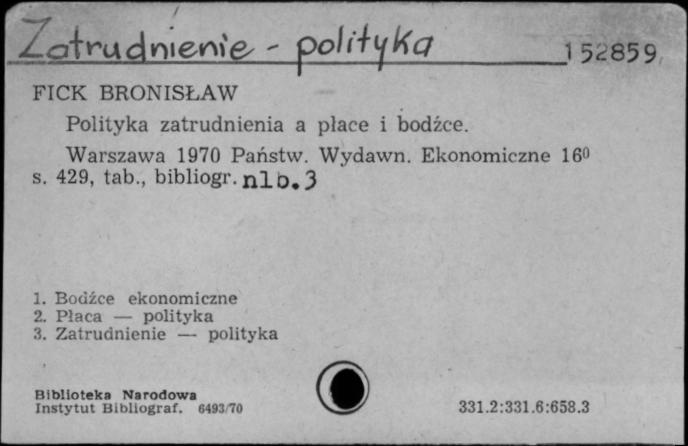 Zatrudnienie - polityka
152859
FICK BRONISŁAW
Polityka zatrudnienia a płace i bodźce.
Warszawa 1970 Państw. Wydawn. Ekonomiczne 16⁰
s. 429, tab., bibliogr. nlb.3
1. Bodźce ekonomiczne
2. Płaca — polityka
3. Zatrudnienie — polityka
Biblioteka Narodowa
Instytut Bibliograf. 6493/70
331.2:331.6:658.3